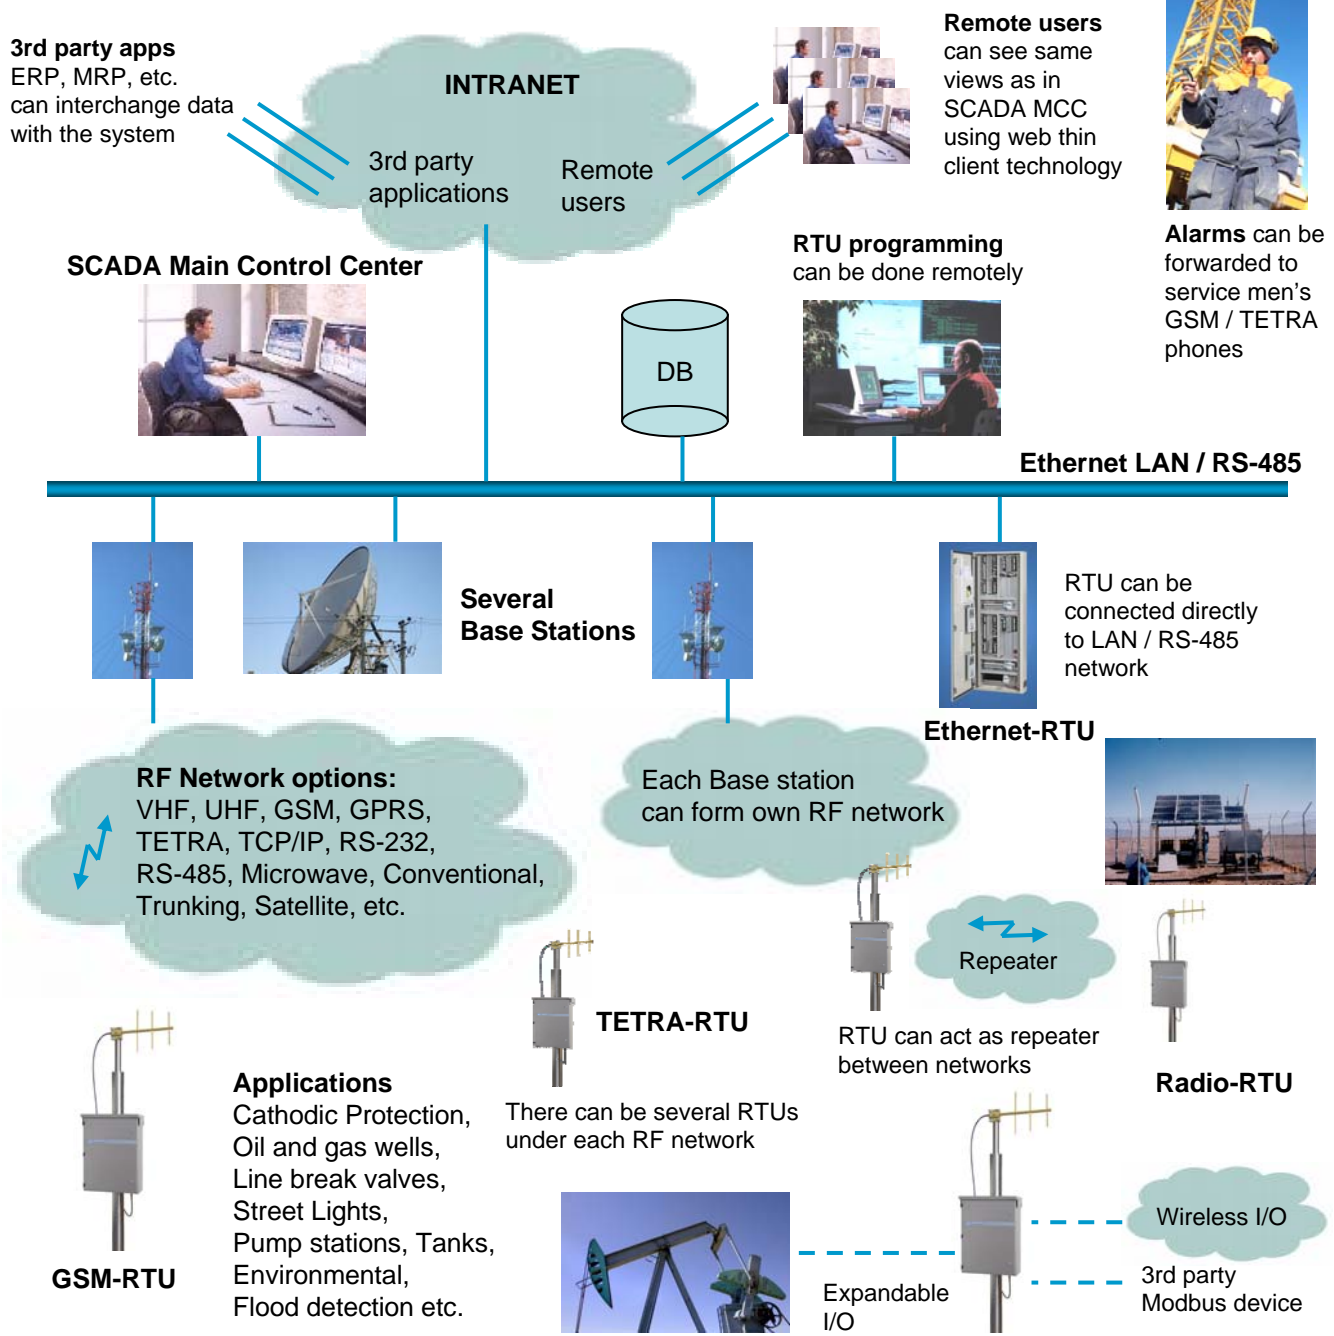 3rd party apps
ERP, MRP, etc.
can interchange data
with the system
INTRANET
3rd party
applications
Remote
users
Remote users
can see same
views as in
SCADA MCC
using web thin
client technology
Alarms can be
forwarded to
service men's
GSM / TETRA
phones
SCADA Main Control Center
DB
RTU programming
can be done remotely
Ethernet LAN / RS-485
Several
Base Stations
RTU can be
connected directly
to LAN / RS-485
network
Ethernet-RTU
RF Network options:
VHF, UHF, GSM, GPRS,
TETRA, TCP/IP, RS-232,
RS-485, Microwave, Conventional,
Trunking, Satellite, etc.
Each Base station
can form own RF network
Repeater
RTU can act as repeater
between networks
Radio-RTU
TETRA-RTU
There can be several RTUs
under each RF network
GSM-RTU
Applications
Cathodic Protection,
Oil and gas wells,
Line break valves,
Street Lights,
Pump stations, Tanks,
Environmental,
Flood detection etc.
Expandable
I/O
Wireless I/O
3rd party
Modbus device